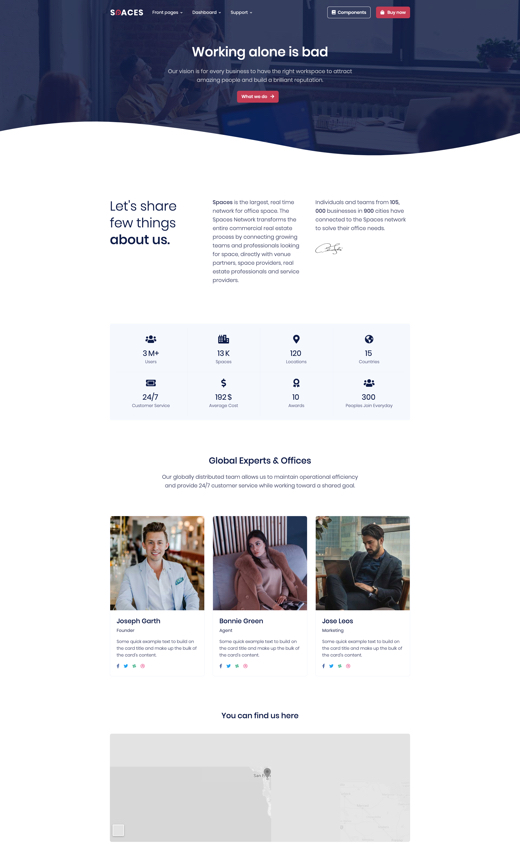 SPACES Front pages Dashboard Support Components Buy now
Working alone is bad
Our vision is for every business to have the right workspace to attract
amazing people and build a brilliant reputation.
What we do
Let's share
few things
about us.
Spaces is the largest, real time
network for office space. The
Spaces Network transforms the
entire commercial real estate
process by connecting growing
teams and professionals looking
for space, directly with venue
partners, space providers, real
estate professionals and service
providers.
Individuals and teams from 105,
000 businesses in 900 cities have
connected to the Spaces network
to solve their office needs.
3 M+
Users
13 K
Spaces
120
Locations
15
Countries
24/7
Customer Service
192 $
Average Cost
10
Awards
300
Peoples Join Everyday
Global Experts & Offices
Our globally distributed team allows us to maintain operational efficiency
and provide 24/7 customer service while working toward a shared goal.
Joseph Garth
Founder
Some quick example text to build on
the card title and make up the bulk of
the card's content.
Bonnie Green
Agent
Some quick example text to build on
the card title and make up the bulk of
the card's content.
Jose Leos
Marketing
Some quick example text to build on
the card title and make up the bulk of
the card's content.
You can find us here
San